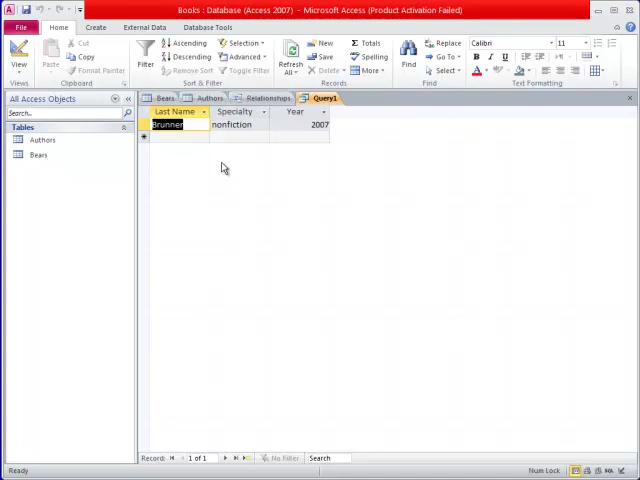 Books : Database (Access 2007) - Microsoft Access (Product Activation Failed)
File Home Create External Data Database Tools
View
Views
Paste
Cut
Copy
Format Painter
Clipboard
Filter
Ascending
Descending
Remove Sort
Selection
Advanced
Toggle Filter
Sort & Filter
Refresh
All
New
Save
Delete
Totals
Spelling
More
Records
Find
Replace
Go To
Select
Find
Calibri 11
B I U
A
Text Formatting
All Access Objects
Search...
Tables
Authors
Bears
Bears Authors Relationships Query1
Last Name Specialty Year
Brunner nonfiction 2007
Record: 1 of 1 No Filter Search
Ready Num Lock SQL